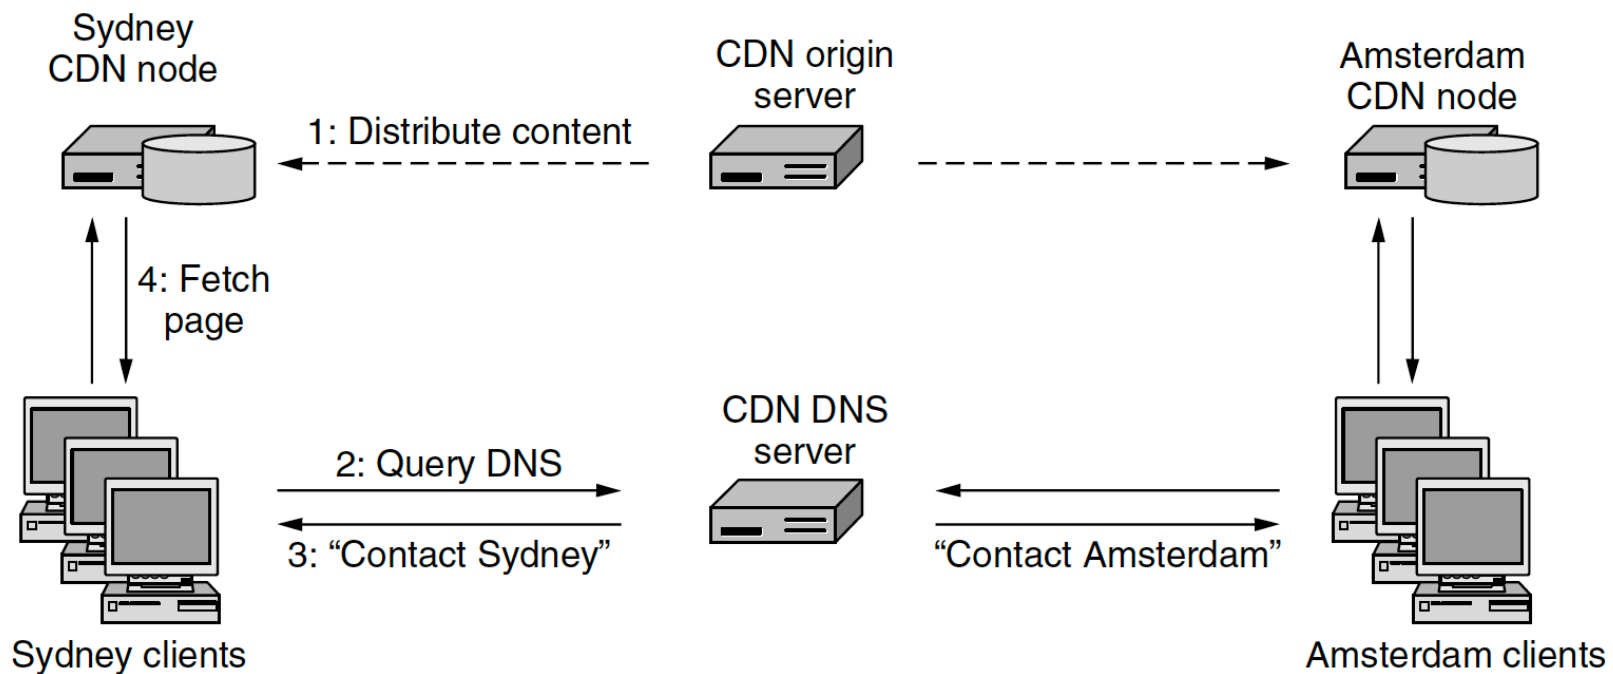 Sydney
CDN node
CDN origin
server
Amsterdam
CDN node
1: Distribute content
4: Fetch
page
CDN DNS
server
2: Query DNS
3: “Contact Sydney”
“Contact Amsterdam”
Sydney clients
Amsterdam clients